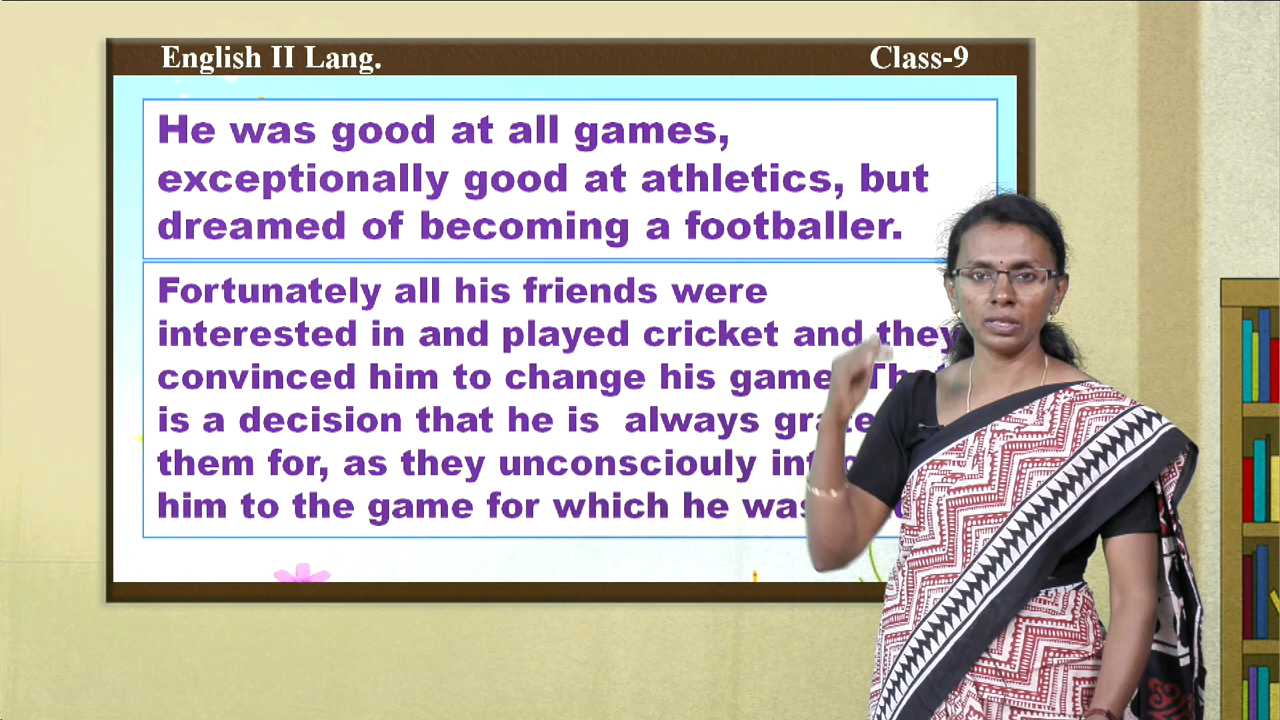 English II Lang.
Class-9
He was good at all games,
exceptionally good at athletics, but
dreamed of becoming a footballer.
Fortunately all his friends were
interested in and played cricket and they
convinced him to change his game
is a decision that he is always
them for, as they unconsciouly
him to the game for which he was